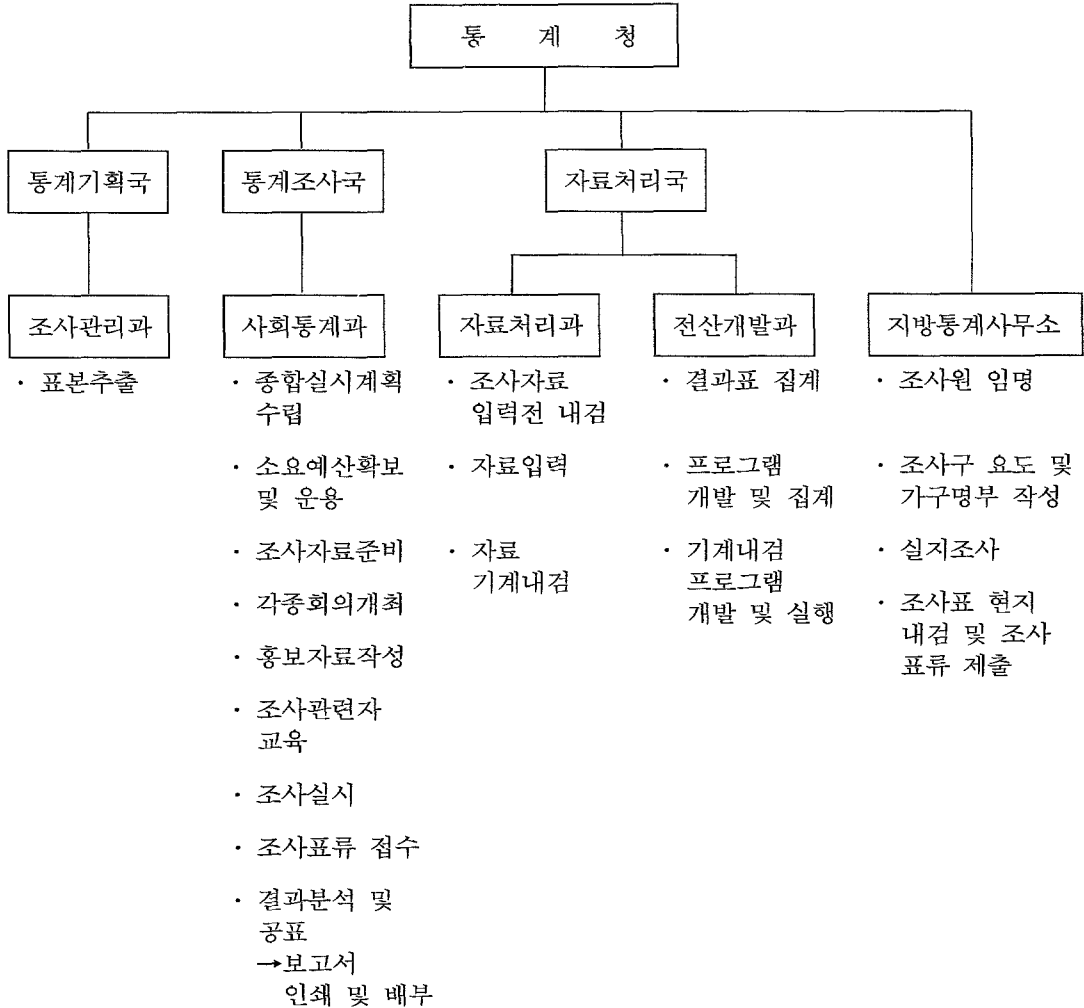 통 계 청
통계기획국
통계조사국
자료처리국
조사관리과
사회통계과
자료처리과
전산개발과
지방통계사무소
· 표본추출
· 종합실시계획
수립
· 소요예산확보
및 운용
· 조사자료준비
· 각종회의개최
· 홍보자료작성
· 조사관련자
교육
· 조사실시
· 조사표류 접수
· 결과분석 및
공표
→보고서
인쇄 및 배부
· 조사자료
입력전 내검
· 자료입력
· 자료
기계내검
· 결과표 집계
· 프로그램
개발 및 집계
· 기계내검
프로그램
개발 및 실행
· 조사원 임명
· 조사구 요도 및
가구명부 작성
· 실지조사
· 조사표 현지
내검 및 조사
표류 제출